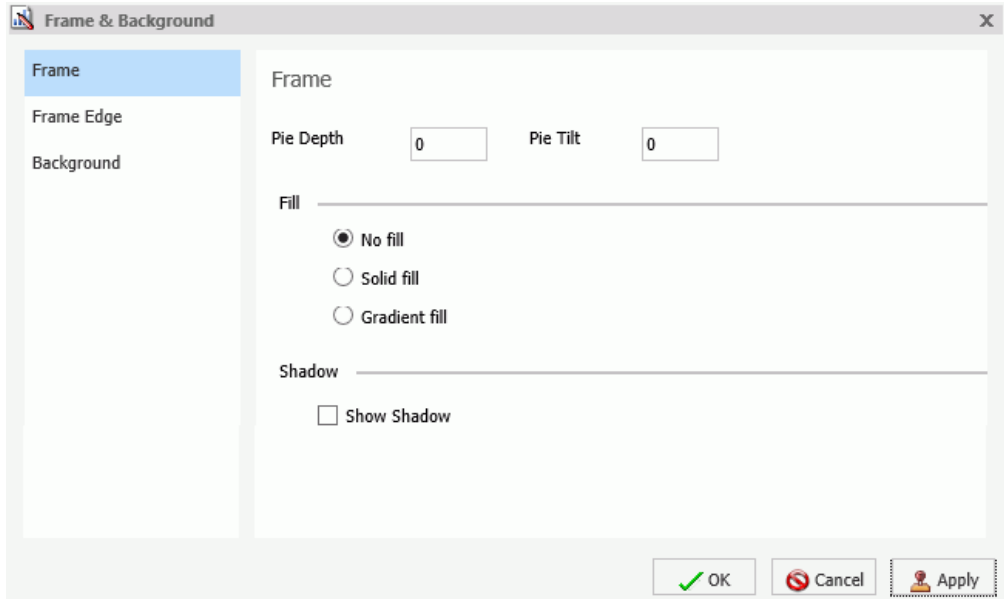 Frame & Background
X
Frame
Frame Edge
Background
Frame
Pie Depth 0 Pie Tilt 0
Fill
No fill
Solid fill
Gradient fill
Shadow
Show Shadow
OK Cancel Apply